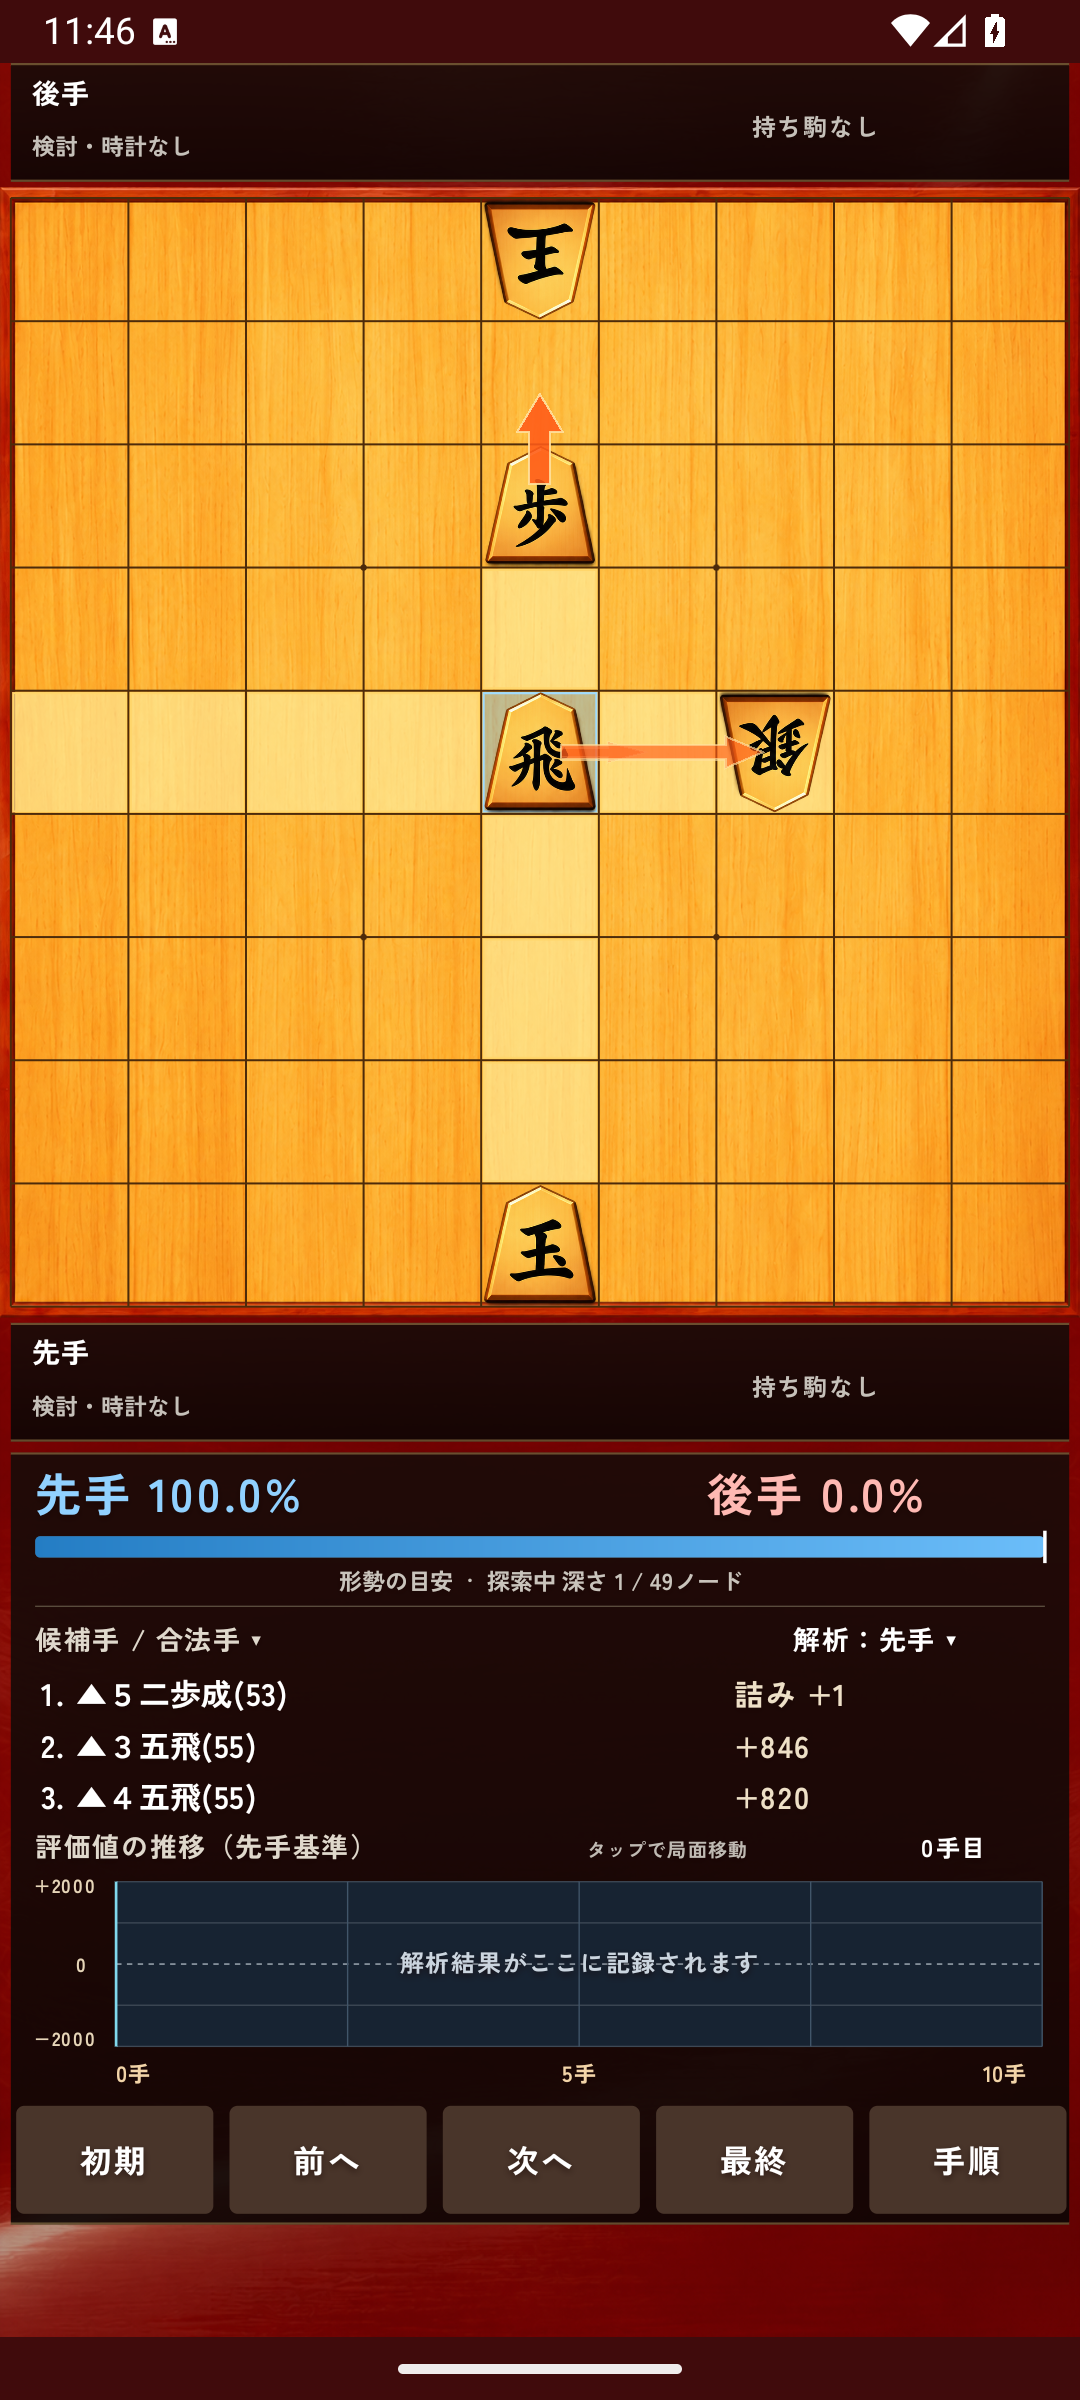 11:46
後手
検討・時計なし
持ち駒なし
王
歩
飛
銀
玉
先手
検討・時計なし
持ち駒なし
先手 100.0%
後手 0.0%
形勢の目安 ・ 探索中 深さ 1 / 49ノード
候補手 / 合法手 ▾
解析：先手 ▾
1. ▲５二歩成(53) 詰み +1
2. ▲３五飛(55) +846
3. ▲４五飛(55) +820
評価値の推移（先手基準）
タップで局面移動
0手目
+2000
0
−2000
解析結果がここに記録されます
0手
5手
10手
初期
前へ
次へ
最終
手順